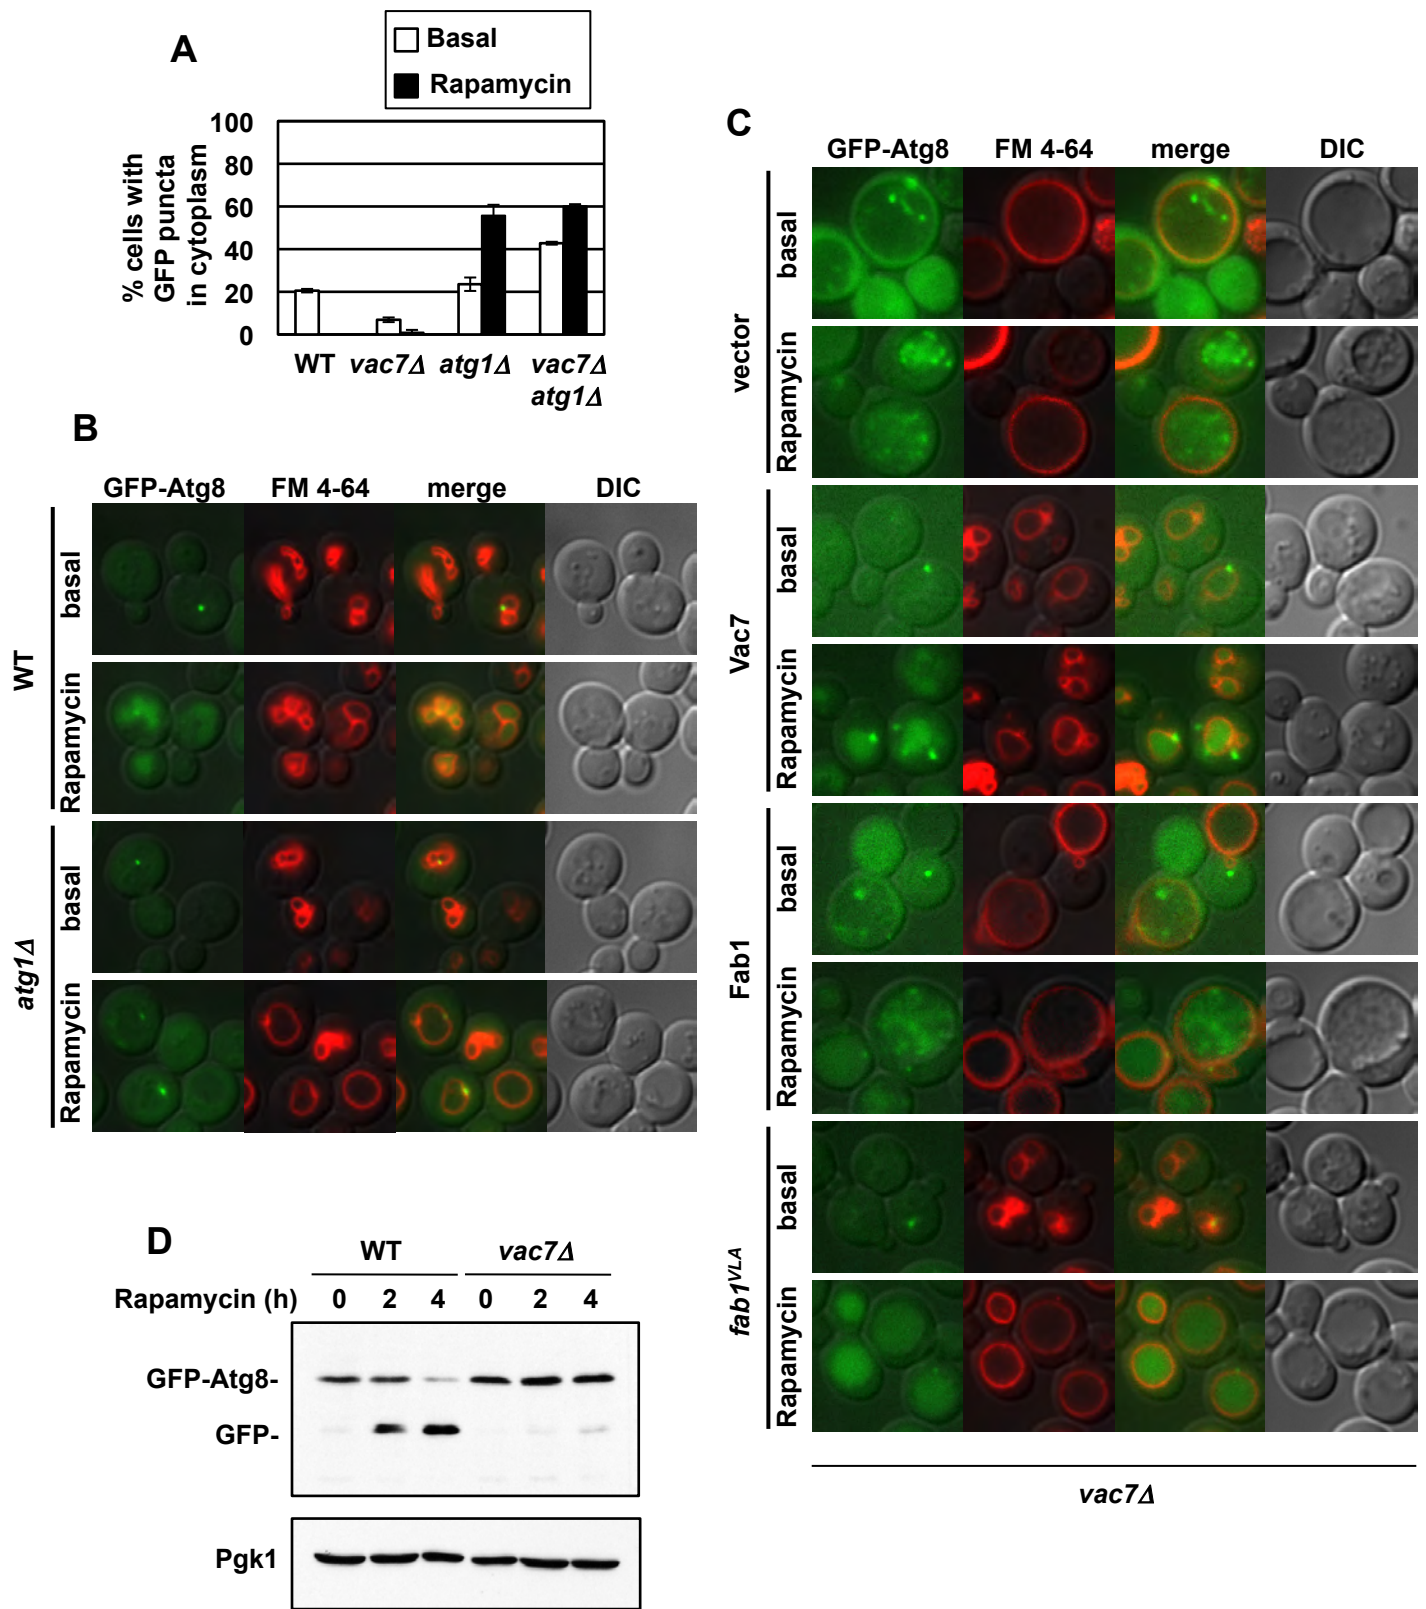 A
Basal
Rapamycin
% cells with
GFP puncta
in cytoplasm
100
80
60
40
20
0
WT
vac7Δ
atg1Δ
vac7Δ
atg1Δ
B
GFP-Atg8 FM 4-64 merge DIC
WT
basal
Rapamycin
atg1Δ
basal
Rapamycin
C
GFP-Atg8 FM 4-64 merge DIC
vector
basal
Rapamycin
Vac7
basal
Rapamycin
Fab1
basal
Rapamycin
fab1VLA
basal
Rapamycin
vac7Δ
D
WT vac7Δ
Rapamycin (h) 0 2 4 0 2 4
GFP-Atg8-
GFP-
Pgk1